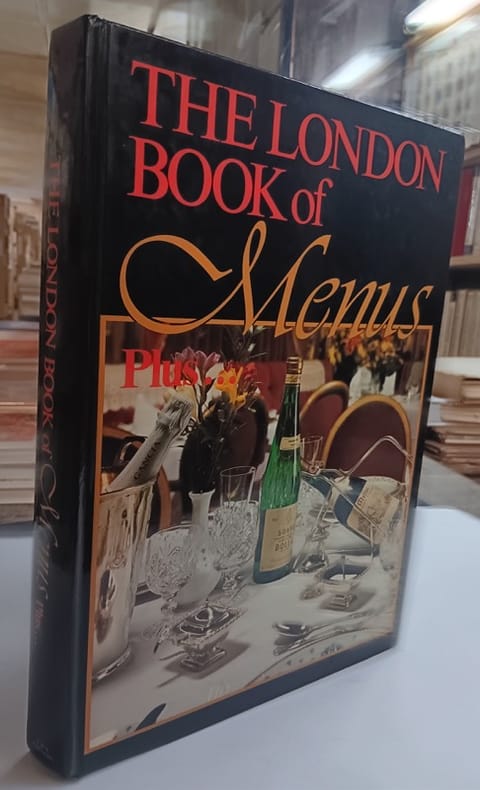 THE LONDON
BOOK of
Menus
Plus...
THE LONDON BOOK of Menus Plus...